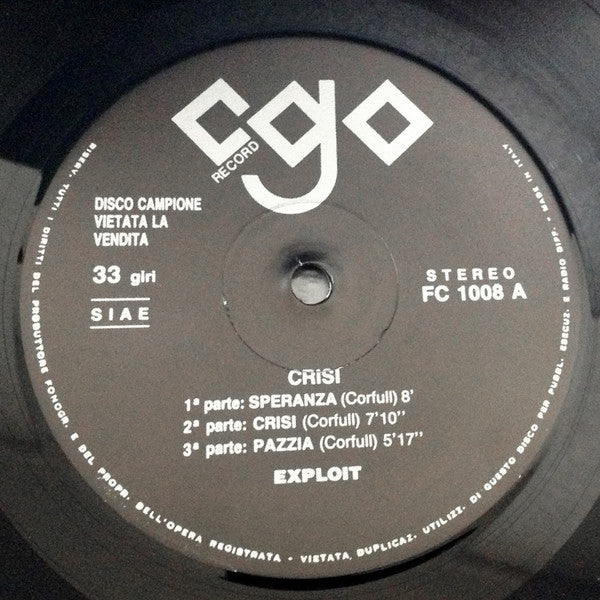 cgo
RECORD
DISCO CAMPIONE
VIETATA LA
VENDITA
33 giri
SIAE
STEREO
FC 1008 A
CRISI
1ª parte: SPERANZA (Corfull) 8'
2ª parte: CRISI (Corfull) 7'10''
3ª parte: PAZZIA (Corfull) 5'17''
EXPLOIT
RISERV. TUTTI I DIRITTI DEL PRODUTTORE FONOGR. E DEL PROPR. DELL'OPERA REGISTRATA - VIETATA DUPLICAZ. UTILIZZ. DI QUESTO DISCO PER PUBBL. ESECUZ. E RADIO DIFF. - MADE IN ITALY